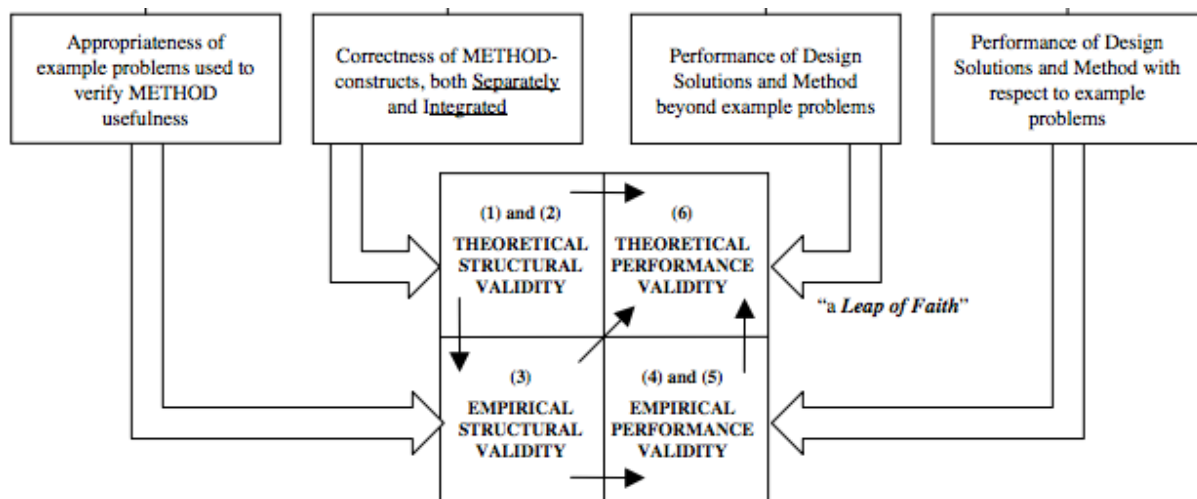 Appropriateness of
example problems used to
verify METHOD
usefulness
Correctness of METHOD-
constructs, both Separately
and Integrated
Performance of Design
Solutions and Method
beyond example problems
Performance of Design
Solutions and Method with
respect to example
problems
(1) and (2)
THEORETICAL
STRUCTURAL
VALIDITY
(6)
THEORETICAL
PERFORMANCE
VALIDITY
“a Leap of Faith”
(3)
EMPIRICAL
STRUCTURAL
VALIDITY
(4) and (5)
EMPIRICAL
PERFORMANCE
VALIDITY